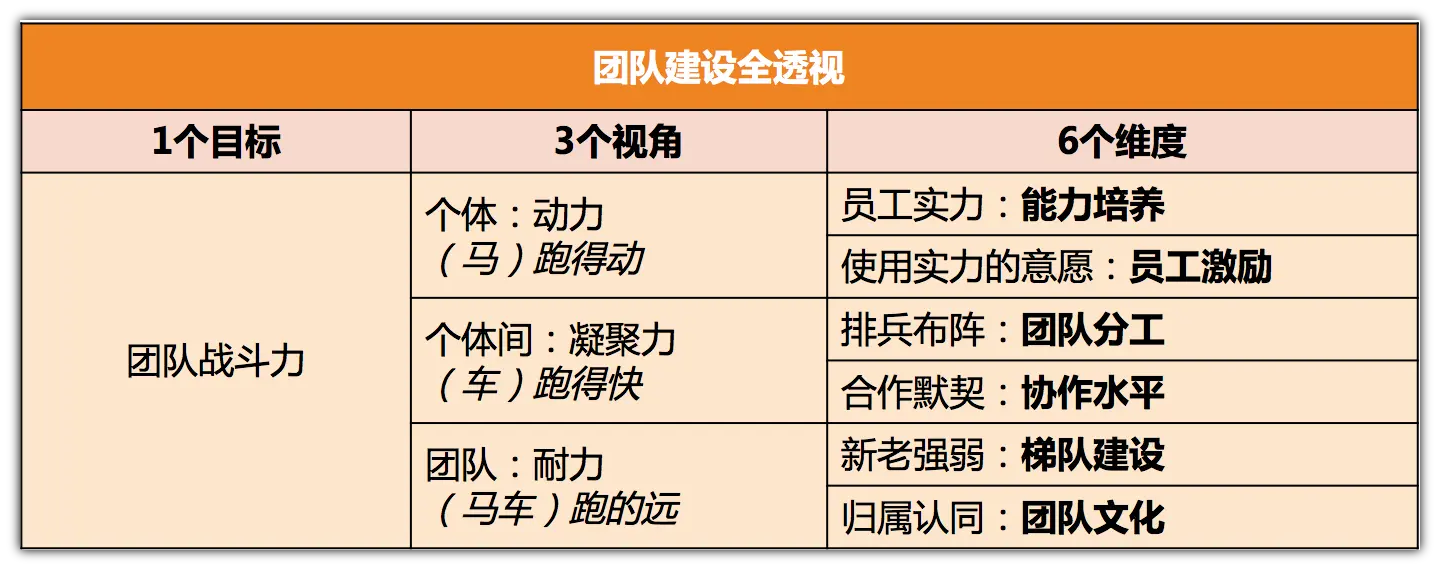 团队建设全透视
1个目标
3个视角
6个维度
团队战斗力
个体：动力
（马）跑得动
员工实力：能力培养
使用实力的意愿：员工激励
个体间：凝聚力
（车）跑得快
排兵布阵：团队分工
合作默契：协作水平
团队：耐力
（马车）跑的远
新老强弱：梯队建设
归属认同：团队文化